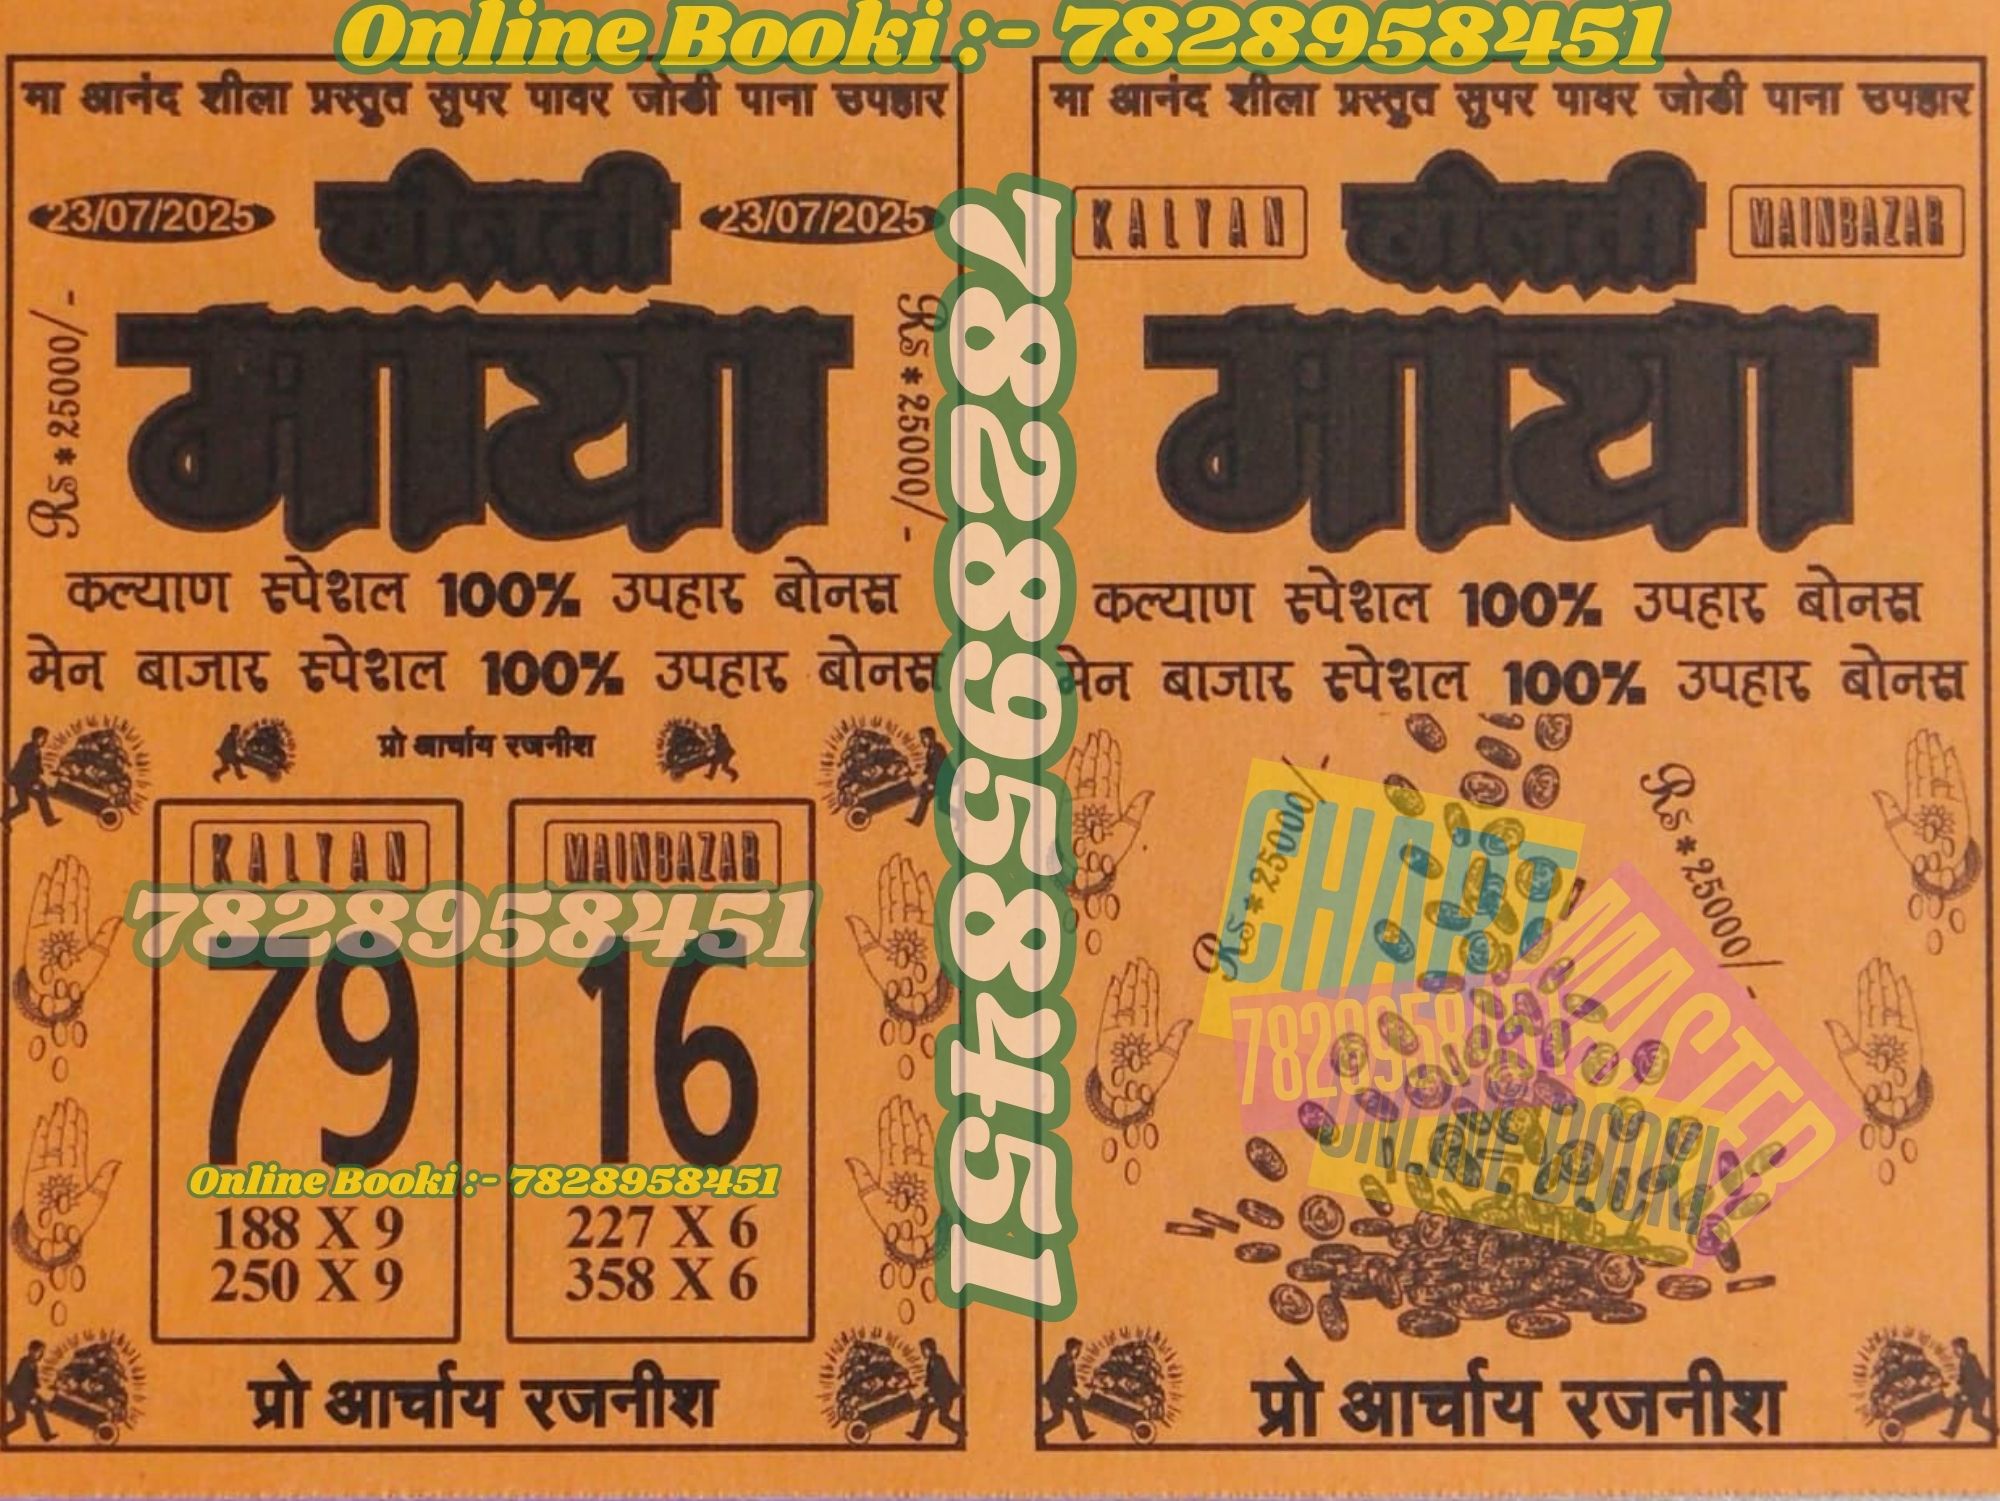 Online Booki :- 7828958451
मा आनंद शीला प्रस्तुत सुपर पावर जोडी पाना उपहार
23/07/2025
23/07/2025
माया
Rs * 25000/-
Rs * 25000/-
कल्याण स्पेशल 100% उपहार बोनस
मेन बाजार स्पेशल 100% उपहार बोनस
प्रो आर्चाय रजनीश
KALYAN
MAINBAZAR
7828958451
79
16
Online Booki :- 7828958451
188 X 9
227 X 6
250 X 9
358 X 6
प्रो आर्चाय रजनीश
7828958451
मा आनंद शीला प्रस्तुत सुपर पावर जोडी पाना उपहार
KALYAN
MAINBAZAR
माया
कल्याण स्पेशल 100% उपहार बोनस
मेन बाजार स्पेशल 100% उपहार बोनस
Rs * 25000/-
Rs * 25000/-
CHART
MASTER
7828958451
ONLINE BOOKI
प्रो आर्चाय रजनीश